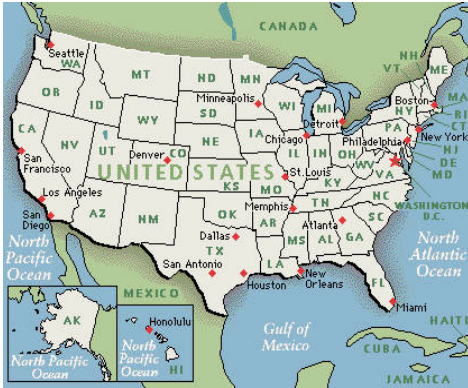 CANADA
Seattle
WA
MT
ND
MN
OR
ID
WY
SD
WI
MI
NH
VT
ME
MA
RI
CT
NY
Boston
Minneapolis
Detroit
New York
PA
Philadelphia
NJ
DE
MD
CA
NV
UT
CO
Denver
NE
IA
Chicago
IL
IN
OH
WV
VA
WASHINGTON
D.C.
San
Francisco
UNITED STATES
KS
MO
St. Louis
KY
Los Angeles
San
Diego
AZ
NM
OK
AR
Memphis
TN
NC
SC
Atlanta
MS
AL
GA
Dallas
TX
LA
San Antonio
Houston
New
Orleans
FL
Miami
North
Pacific
Ocean
North
Atlantic
Ocean
MEXICO
Gulf of
Mexico
CUBA
HAITI
JAMAICA
AK
North Pacific
Ocean
Honolulu
North
Pacific
Ocean
HI